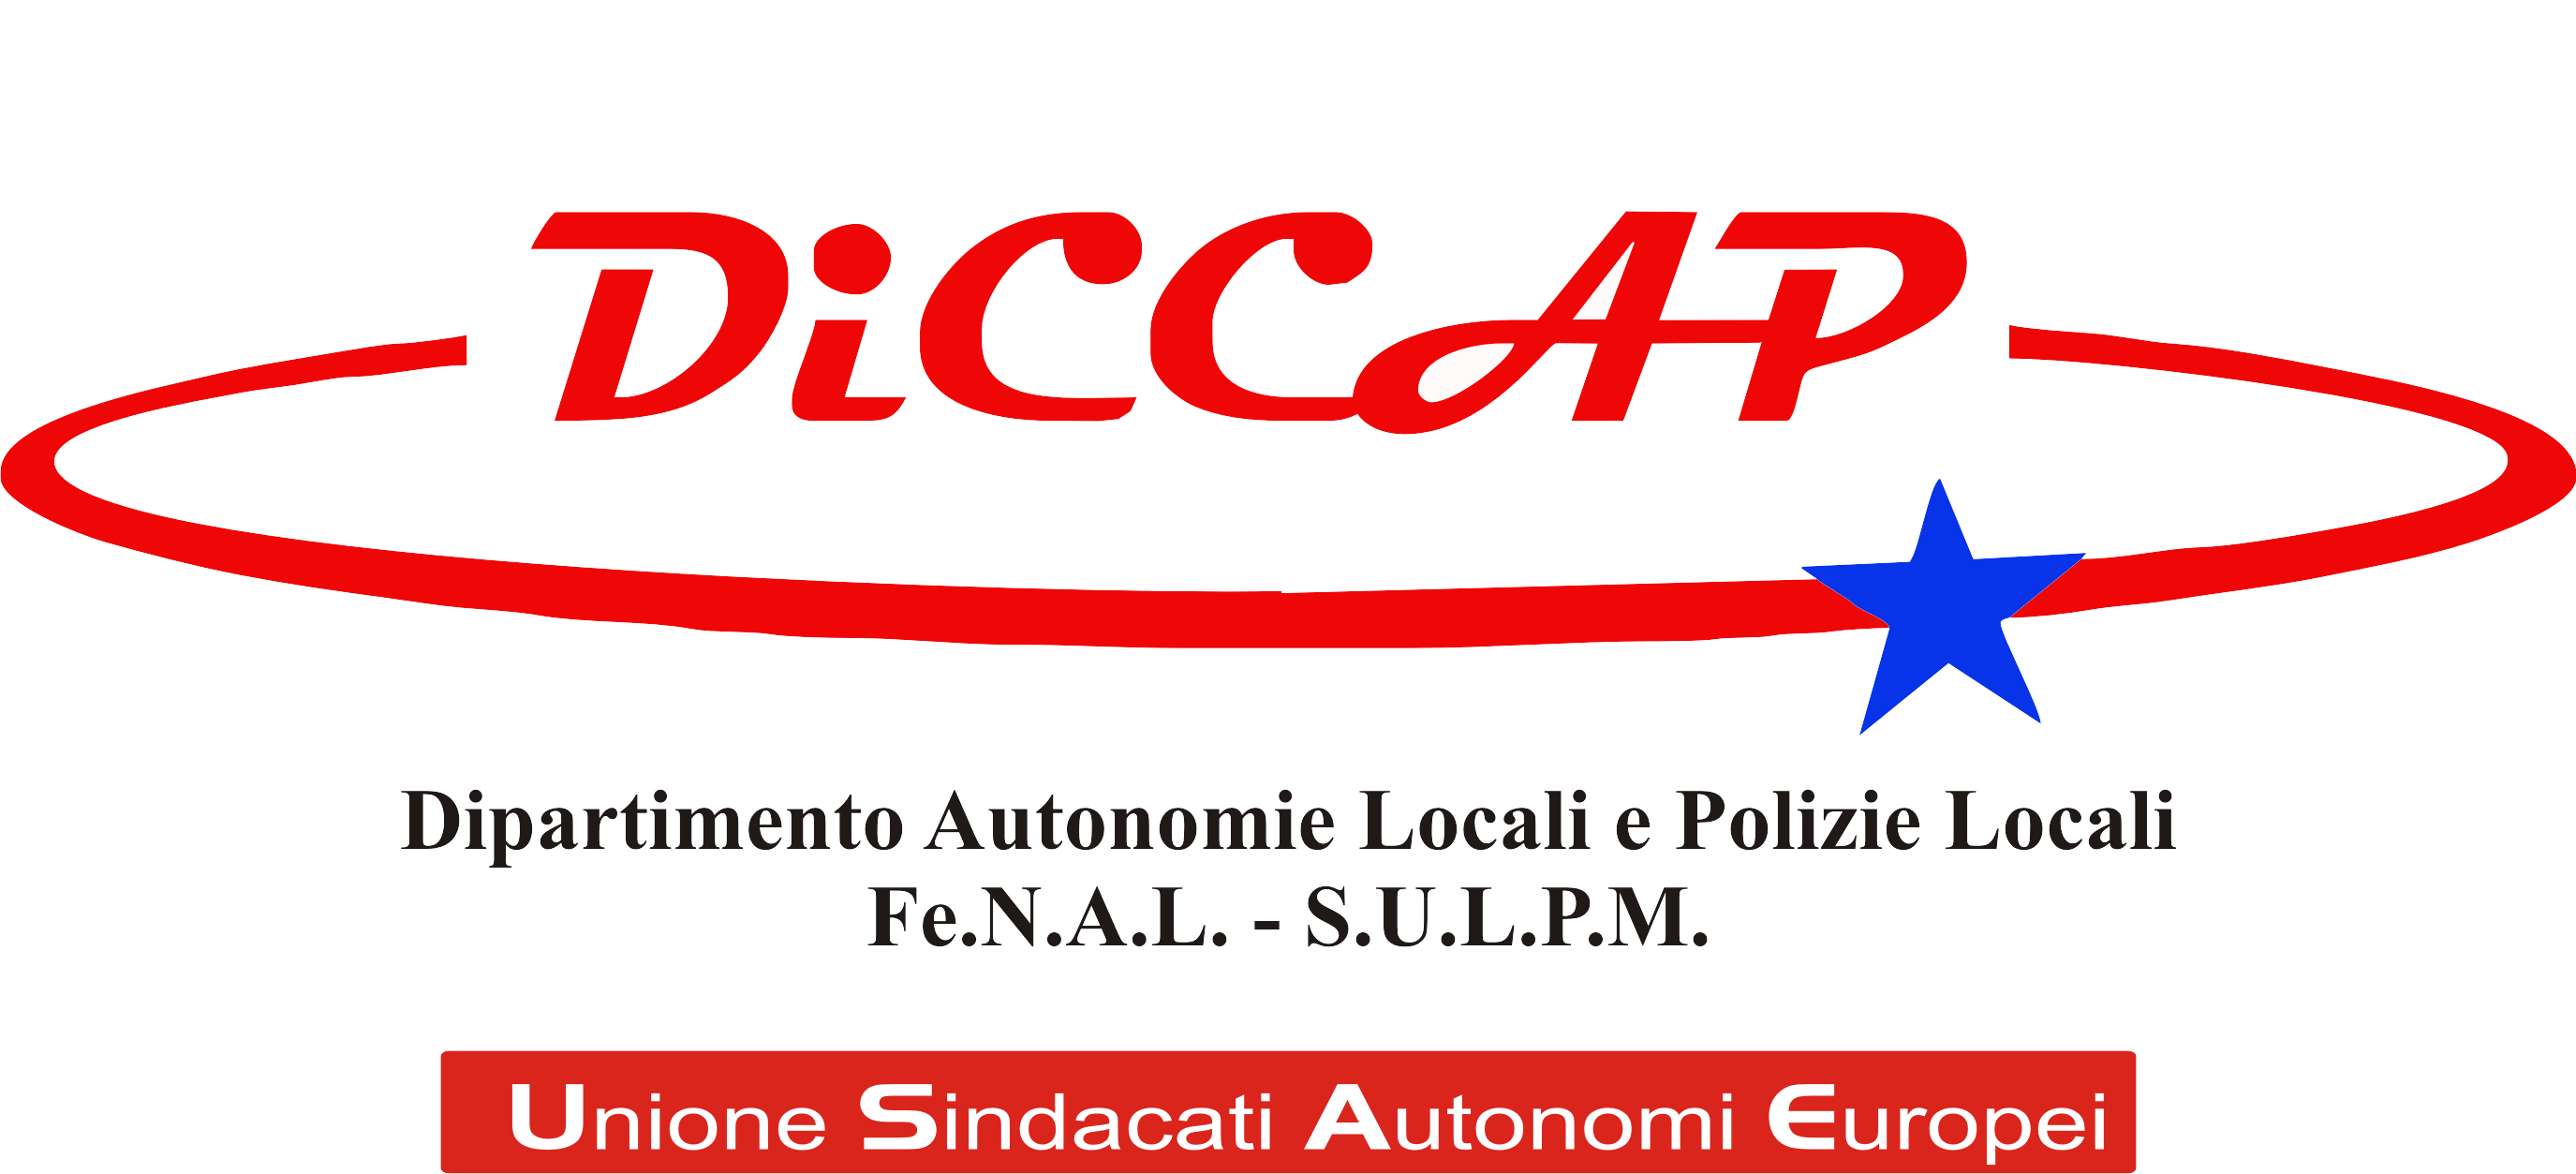 DiCCAP
Dipartimento Autonomie Locali e Polizie Locali
Fe.N.A.L. - S.U.L.P.M.
Unione Sindacati Autonomi Europei